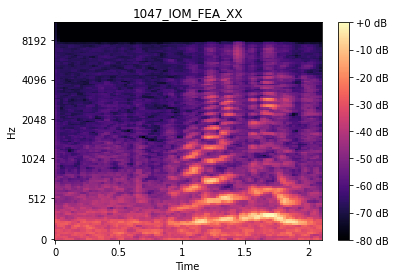 1047_IOM_FEA_XX
+0 dB
8192
-10 dB
-20 dB
4096
-30 dB
Hz
2048
-40 dB
1024
-50 dB
-60 dB
512
-70 dB
0
-80 dB
0 0.5 1 1.5 2
Time